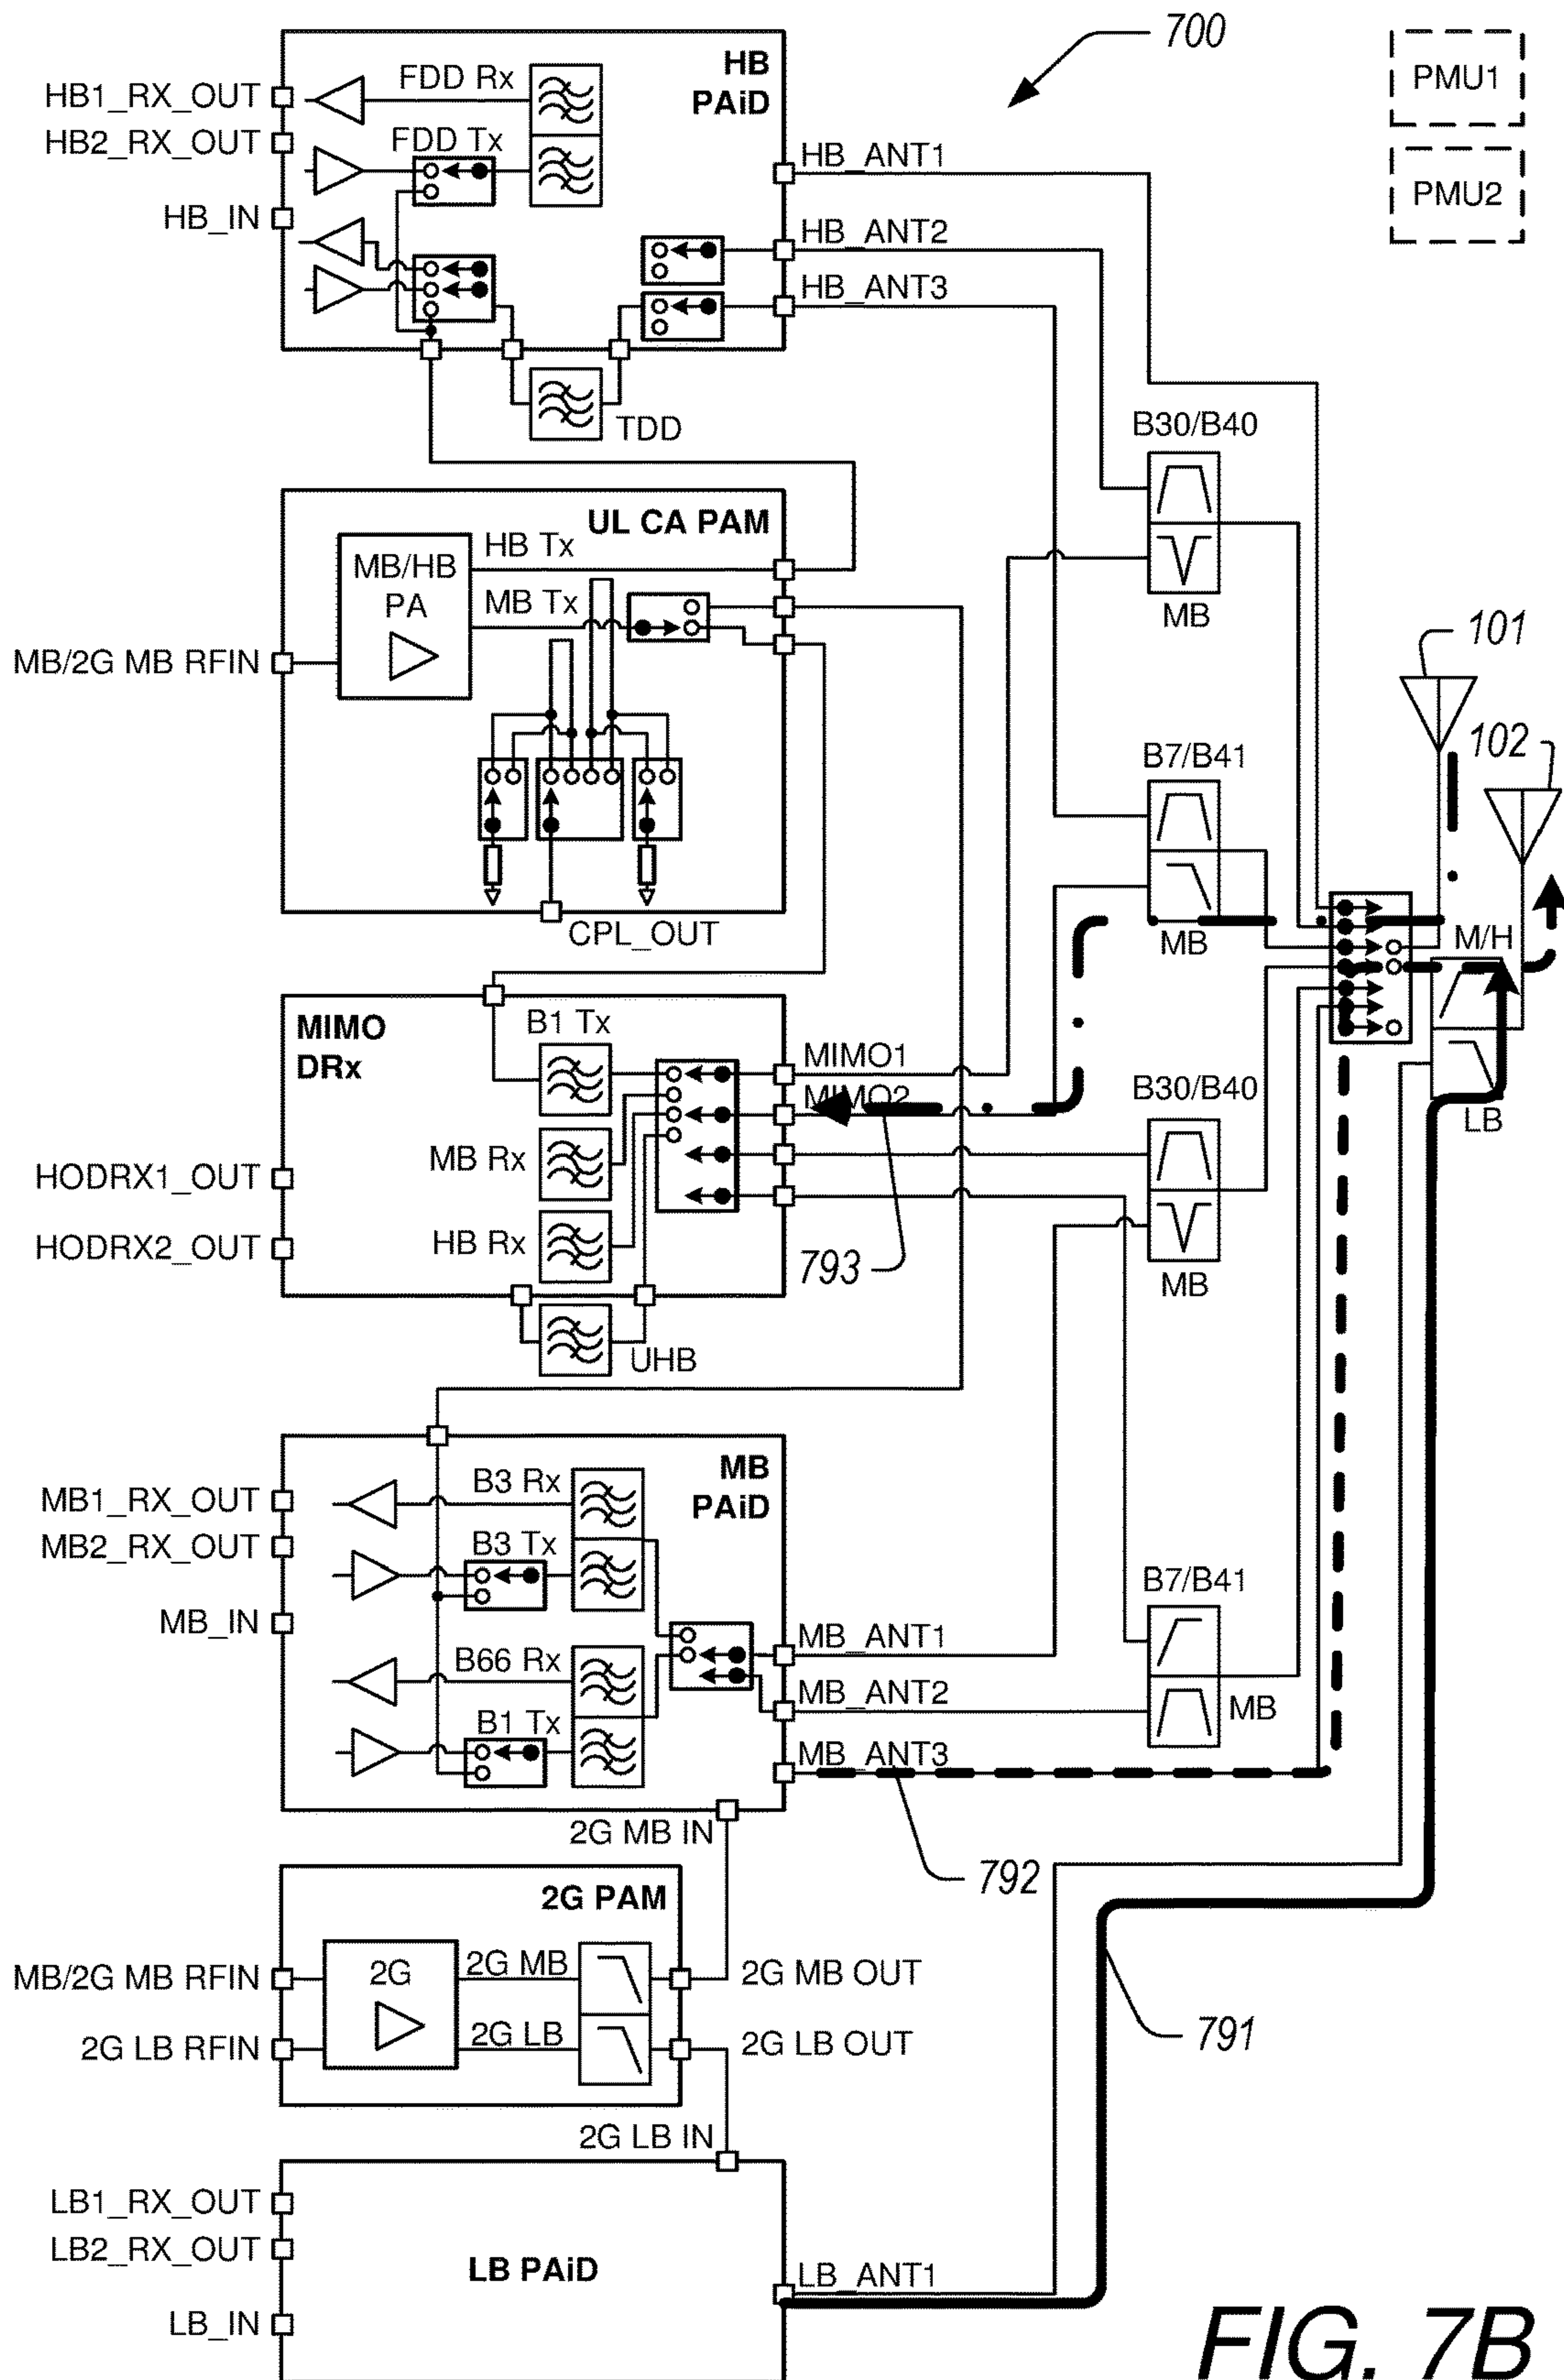 700
PMU1
PMU2
HB
PAiD
FDD Rx
HB1_RX_OUT
HB2_RX_OUT
FDD Tx
HB_IN
HB_ANT1
HB_ANT2
HB_ANT3
TDD
B30/B40
MB
UL CA PAM
MB/HB
PA
HB Tx
MB Tx
MB/2G MB RFIN
CPL_OUT
101
102
B7/B41
MB
M/H
LB
MIMO
DRx
B1 Tx
MIMO1
MIMO2
MB Rx
HB Rx
HODRX1_OUT
HODRX2_OUT
793
B30/B40
MB
UHB
MB
PAiD
B3 Rx
MB1_RX_OUT
MB2_RX_OUT
B3 Tx
MB_IN
B66 Rx
B1 Tx
MB_ANT1
MB_ANT2
MB_ANT3
B7/B41
MB
2G MB IN
792
2G PAM
MB/2G MB RFIN
2G
2G MB
2G MB OUT
2G LB RFIN
2G LB
2G LB OUT
791
2G LB IN
LB1_RX_OUT
LB2_RX_OUT
LB PAiD
LB_ANT1
LB_IN
FIG. 7B